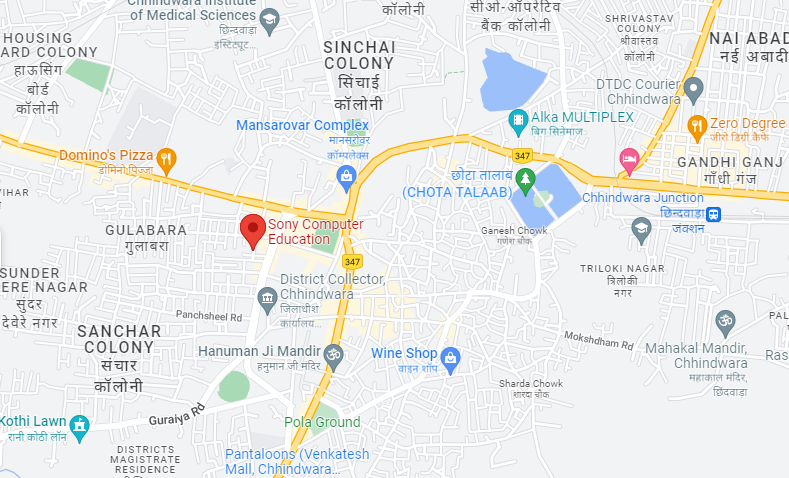 Chhindwara Institute
of Medical Sciences
छिन्दवाड़ा
इंस्टिट्यूट...
कॉलोनी
सी-ऑपरेटिव
बैंक कॉलोनी
SHRIVASTAV
COLONY
श्रीवास्तव
कॉलोनी
NAI ABAD
नई अबादी
HOUSING
ARD COLONY
हाऊसिंग
बोर्ड
कॉलोनी
SINCHAI
COLONY
सिंचाई
कॉलोनी
DTDC Courier
Chhindwara
Alka MULTIPLEX
बिग सिनेमाज
Zero Degree
जीरो डिग्री कैफे
Mansarovar Complex
मानसरोवर
कॉम्पलेक्स
Domino's Pizza
डोमिनो पिज्जा
347
GANDHI GANJ
गाँधी गंज
छोटा तालाब
(CHOTA TALAAB)
Chhindwara Junction
छिन्दवाड़ा
जंक्शन
VIHAR
GULABARA
गुलाबारा
Sony Computer
Education
Ganesh Chowk
गणेश चौक
347
TRILOKI NAGAR
त्रिलोकी
नगर
SUNDER
ERE NAGAR
सुंदर
देवेरे नगर
District Collector,
Chhindwara
जिलाधीश
कार्यालय...
Panchsheel Rd
SANCHAR
COLONY
संचार
कॉलोनी
Hanuman Ji Mandir
हनुमान जी मंदिर
Wine Shop
वाइन शॉप
Mokshdham Rd
PAL
Mahakal Mandir,
Chhindwara
महाकाल मंदिर,
छिंदवाड़ा
Ras
Sharda Chowk
शारदा चौक
Kothi Lawn
रानी कोठी लॉन
Guraiya Rd
Pola Ground
DISTRICTS
MAGISTRATE
RESIDENCE
Pantaloons (Venkatesh
Mall, Chhindwara...